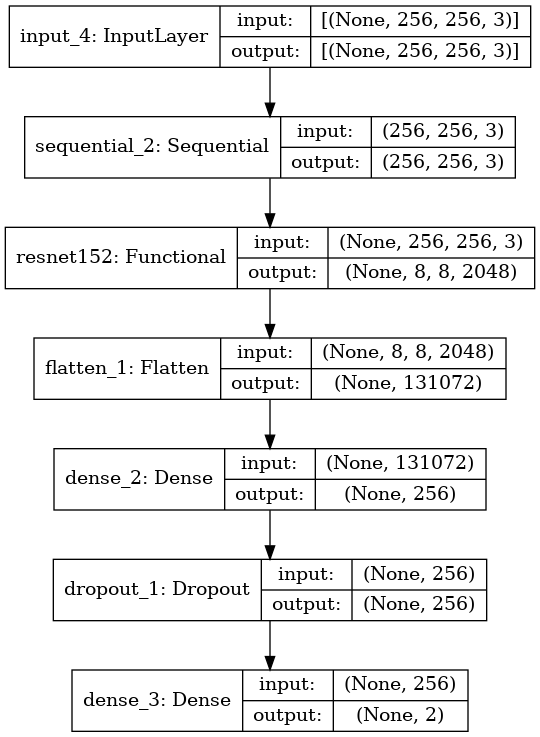 input_4: InputLayer
input:
[(None, 256, 256, 3)]
output:
[(None, 256, 256, 3)]
sequential_2: Sequential
input:
(256, 256, 3)
output:
(256, 256, 3)
resnet152: Functional
input:
(None, 256, 256, 3)
output:
(None, 8, 8, 2048)
flatten_1: Flatten
input:
(None, 8, 8, 2048)
output:
(None, 131072)
dense_2: Dense
input:
(None, 131072)
output:
(None, 256)
dropout_1: Dropout
input:
(None, 256)
output:
(None, 256)
dense_3: Dense
input:
(None, 256)
output:
(None, 2)